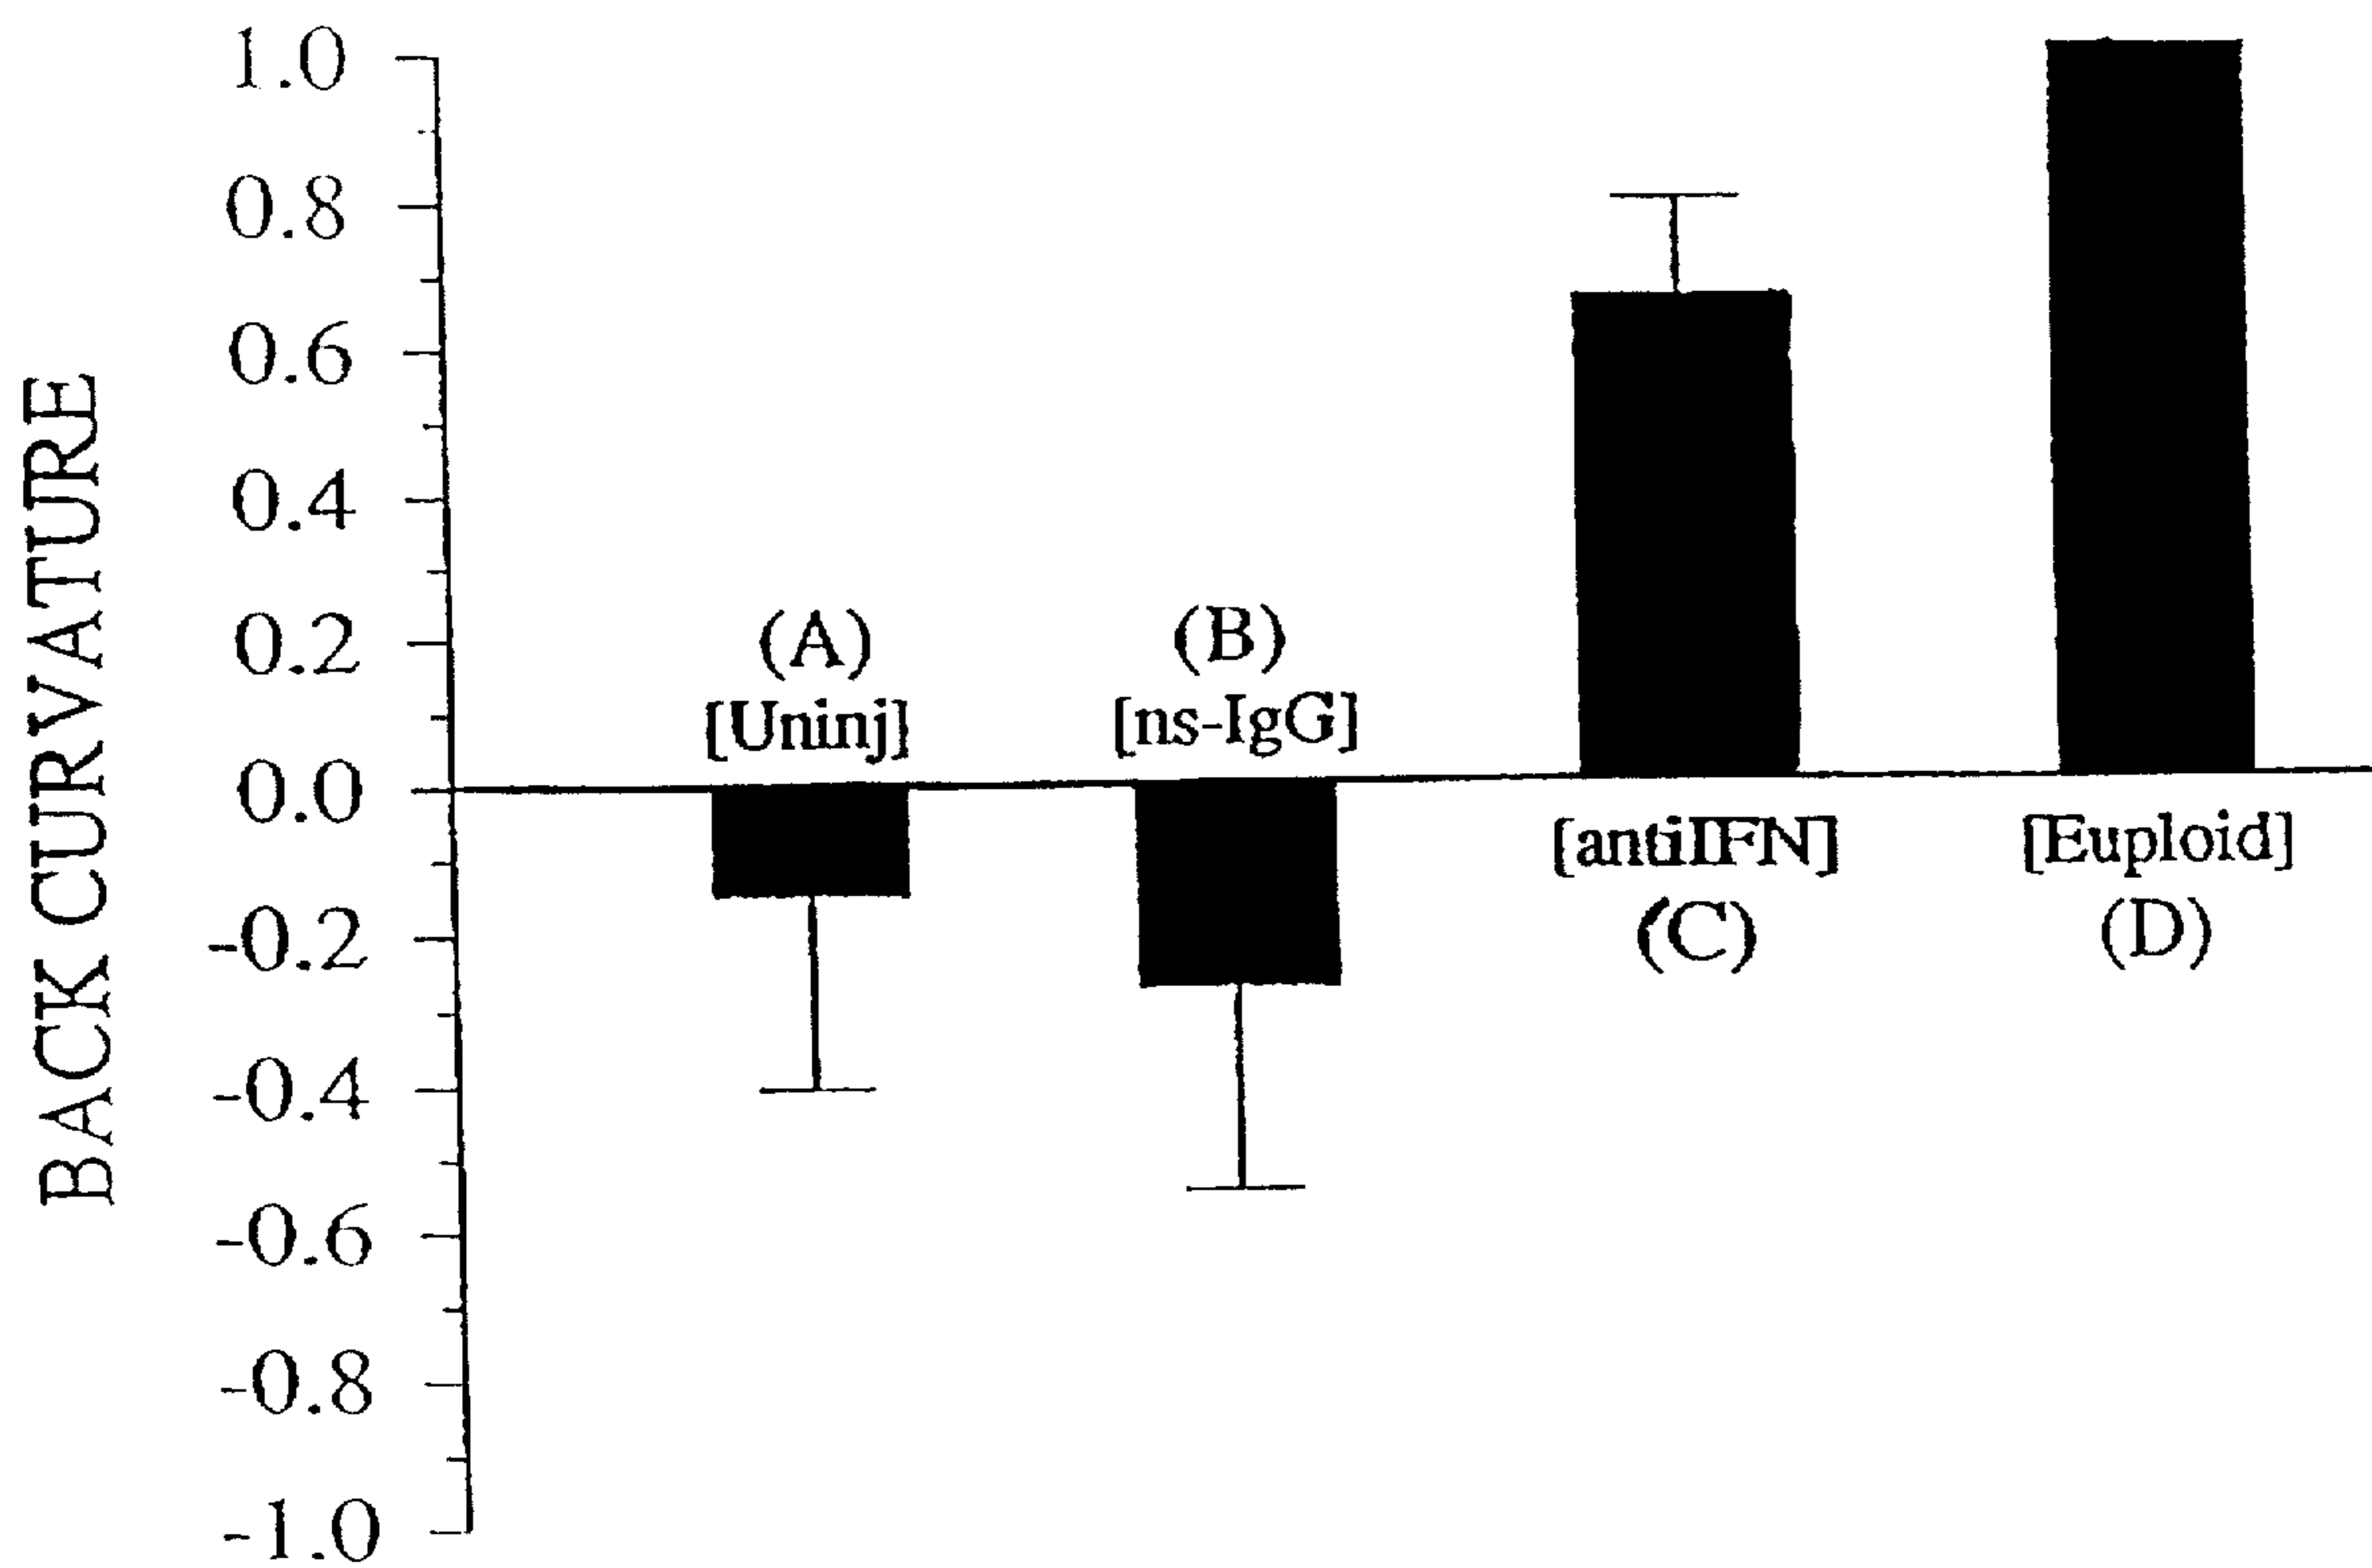 BACK CURVATURE
1.0
0.8
0.6
0.4
0.2
0.0
-0.2
-0.4
-0.6
-0.8
-1.0
(A)
[Uninj]
(B)
[ns-IgG]
[antiIFN]
(C)
[Euploid]
(D)